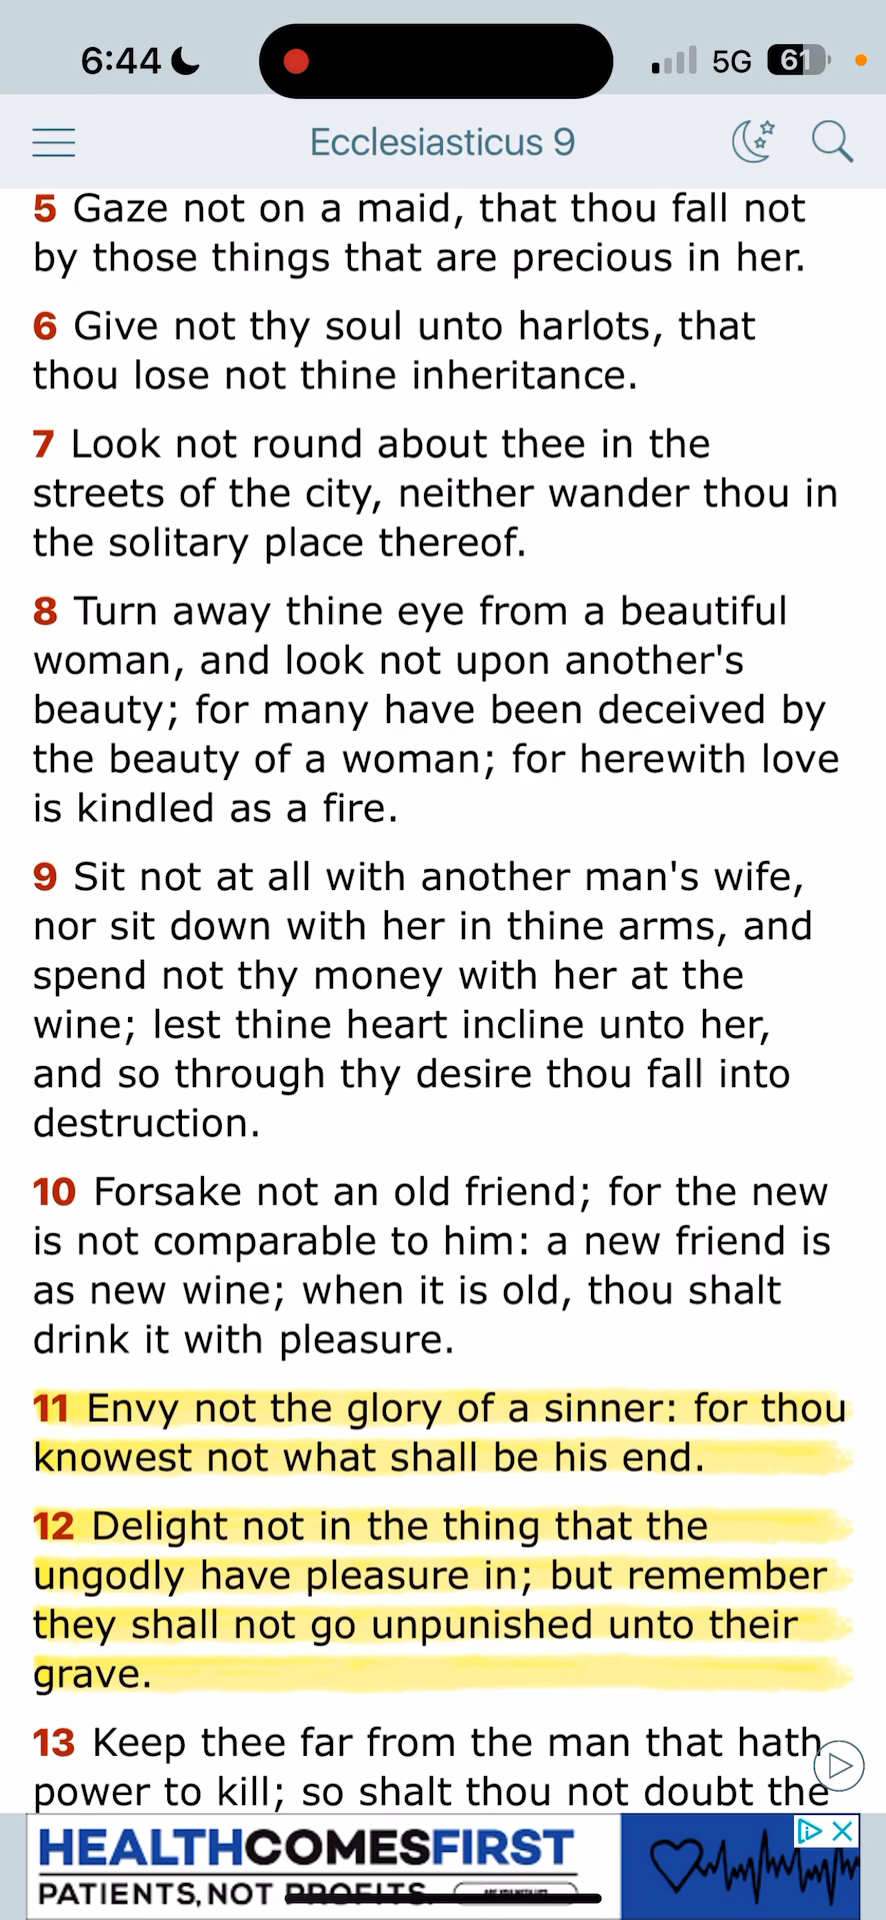 6:44
5G
61
Ecclesiasticus 9
5 Gaze not on a maid, that thou fall not
by those things that are precious in her.
6 Give not thy soul unto harlots, that
thou lose not thine inheritance.
7 Look not round about thee in the
streets of the city, neither wander thou in
the solitary place thereof.
8 Turn away thine eye from a beautiful
woman, and look not upon another's
beauty; for many have been deceived by
the beauty of a woman; for herewith love
is kindled as a fire.
9 Sit not at all with another man's wife,
nor sit down with her in thine arms, and
spend not thy money with her at the
wine; lest thine heart incline unto her,
and so through thy desire thou fall into
destruction.
10 Forsake not an old friend; for the new
is not comparable to him: a new friend is
as new wine; when it is old, thou shalt
drink it with pleasure.
11 Envy not the glory of a sinner: for thou
knowest not what shall be his end.
12 Delight not in the thing that the
ungodly have pleasure in; but remember
they shall not go unpunished unto their
grave.
13 Keep thee far from the man that hath
power to kill; so shalt thou not doubt the
HEALTHCOMESFIRST
PATIENTS, NOT PROFITS